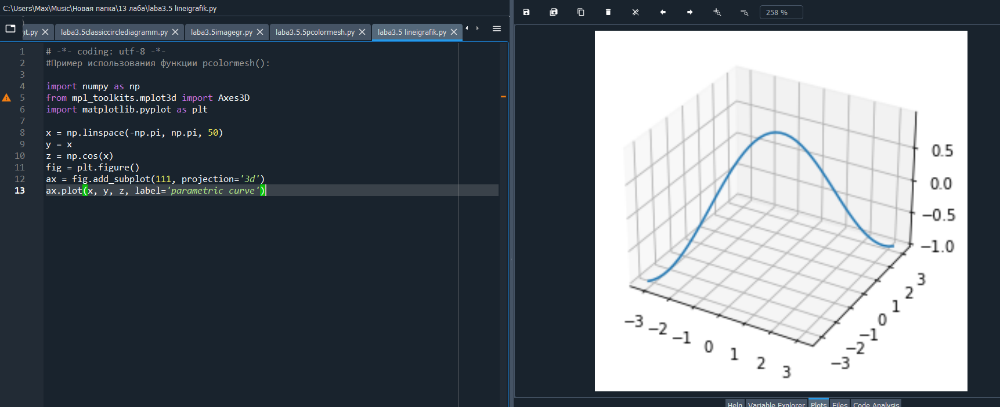 C:\Users\Max\Music\Новая папка\13 лаба\laba3.5 lineigrafik.py
nt.py
laba3.5classiccirclediagramm.py
laba3.5imagegr.py
laba3.5.5pcolormesh.py
laba3.5 lineigrafik.py
258 %
1 # -*- coding: utf-8 -*-
2 #Пример использования функции pcolormesh():
3
4 import numpy as np
5 from mpl_toolkits.mplot3d import Axes3D
6 import matplotlib.pyplot as plt
7
8 x = np.linspace(-np.pi, np.pi, 50)
9 y = x
10 z = np.cos(x)
11 fig = plt.figure()
12 ax = fig.add_subplot(111, projection='3d')
13 ax.plot(x, y, z, label='parametric curve')
0.5
0.0
−0.5
−1.0
3
2
1
0
−1
−2
−3
−3
−2
−1
0
1
2
3
Help
Variable Explorer
Plots
Files
Code Analysis